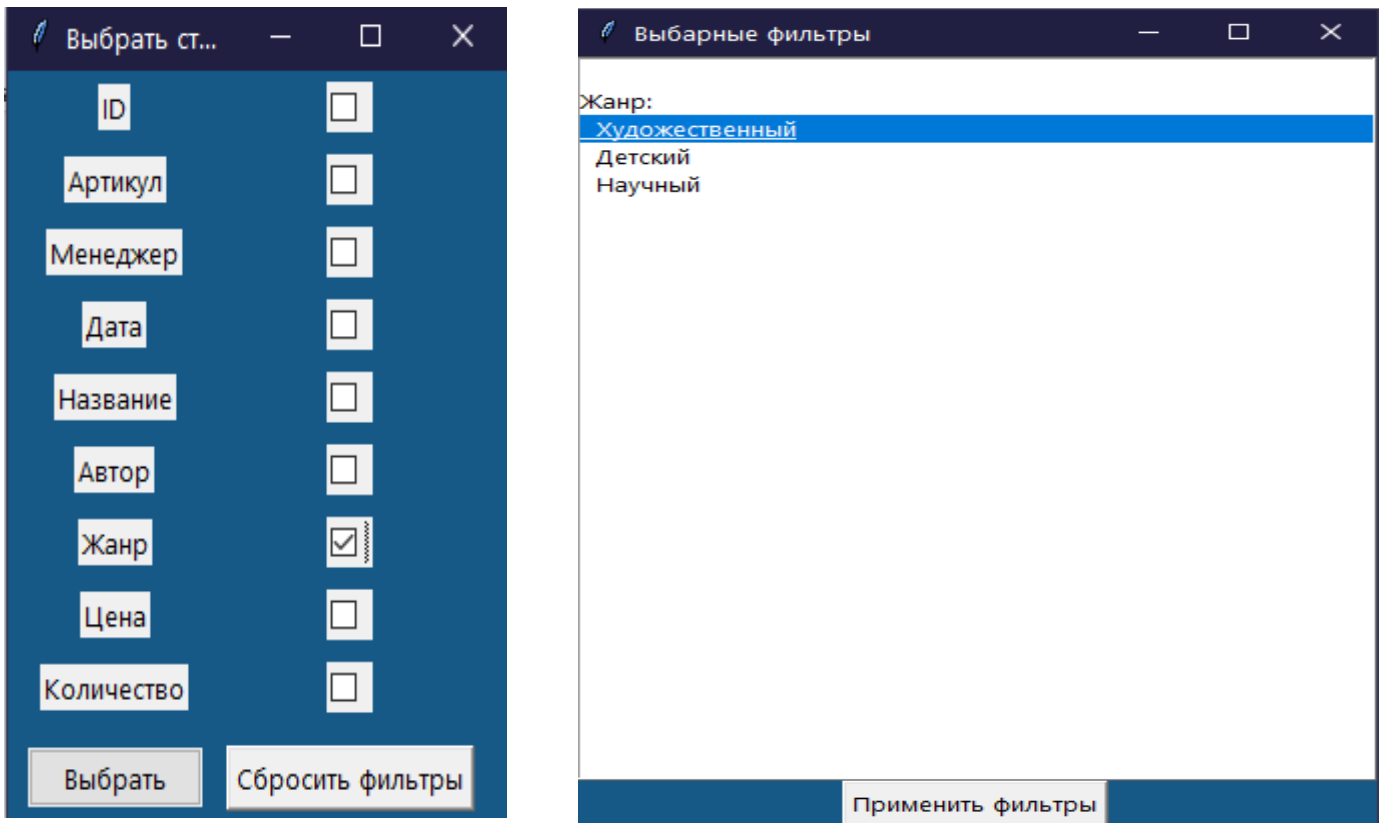 Выбрать ст...
ID
Артикул
Менеджер
Дата
Название
Автор
Жанр
Цена
Количество
Выбрать
Сбросить фильтры
Выбарные фильтры
Жанр:
Художественный
Детский
Научный
Применить фильтры